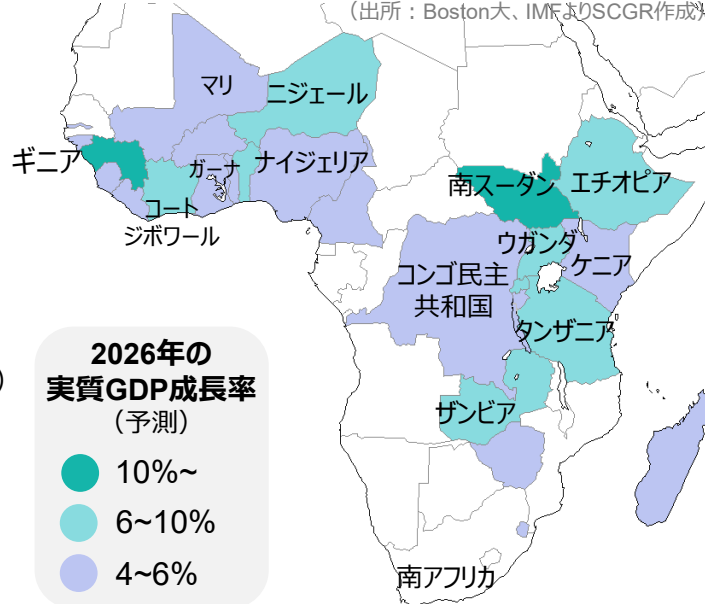 （出所：Boston大、IMFよりSCGR作成）
マリ
ニジェール
ギニア
ガーナ
ナイジェリア
コート
ジボワール
南スーダン
エチオピア
ウガンダ
ケニア
コンゴ民主
共和国
タンザニア
ザンビア
南アフリカ
）
2026年の
実質GDP成長率
（予測）
10%~
6~10%
4~6%